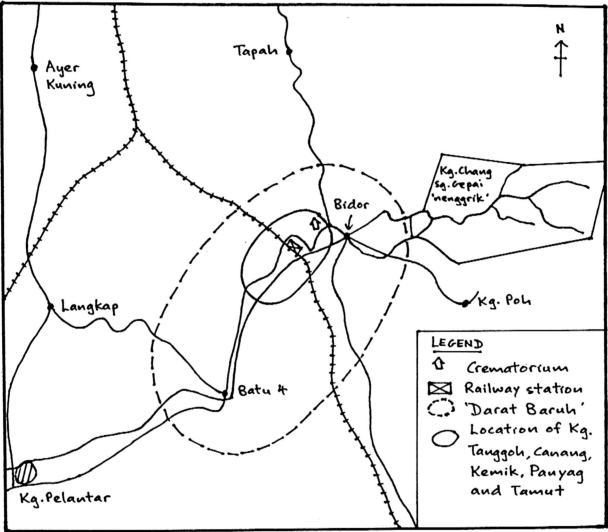 N
Tapah
Ayer
Kuning
Kg. Chang
Sg. Gepai
'nenggrik'
Bidor
Kg. Poh
Langkap
Batu 4
Kg. Pelantar
LEGEND
Crematorium
Railway station
'Darat Baruh'
Location of Kg.
Tanggoh, Canang,
Kemik, Panyag
and Tamut